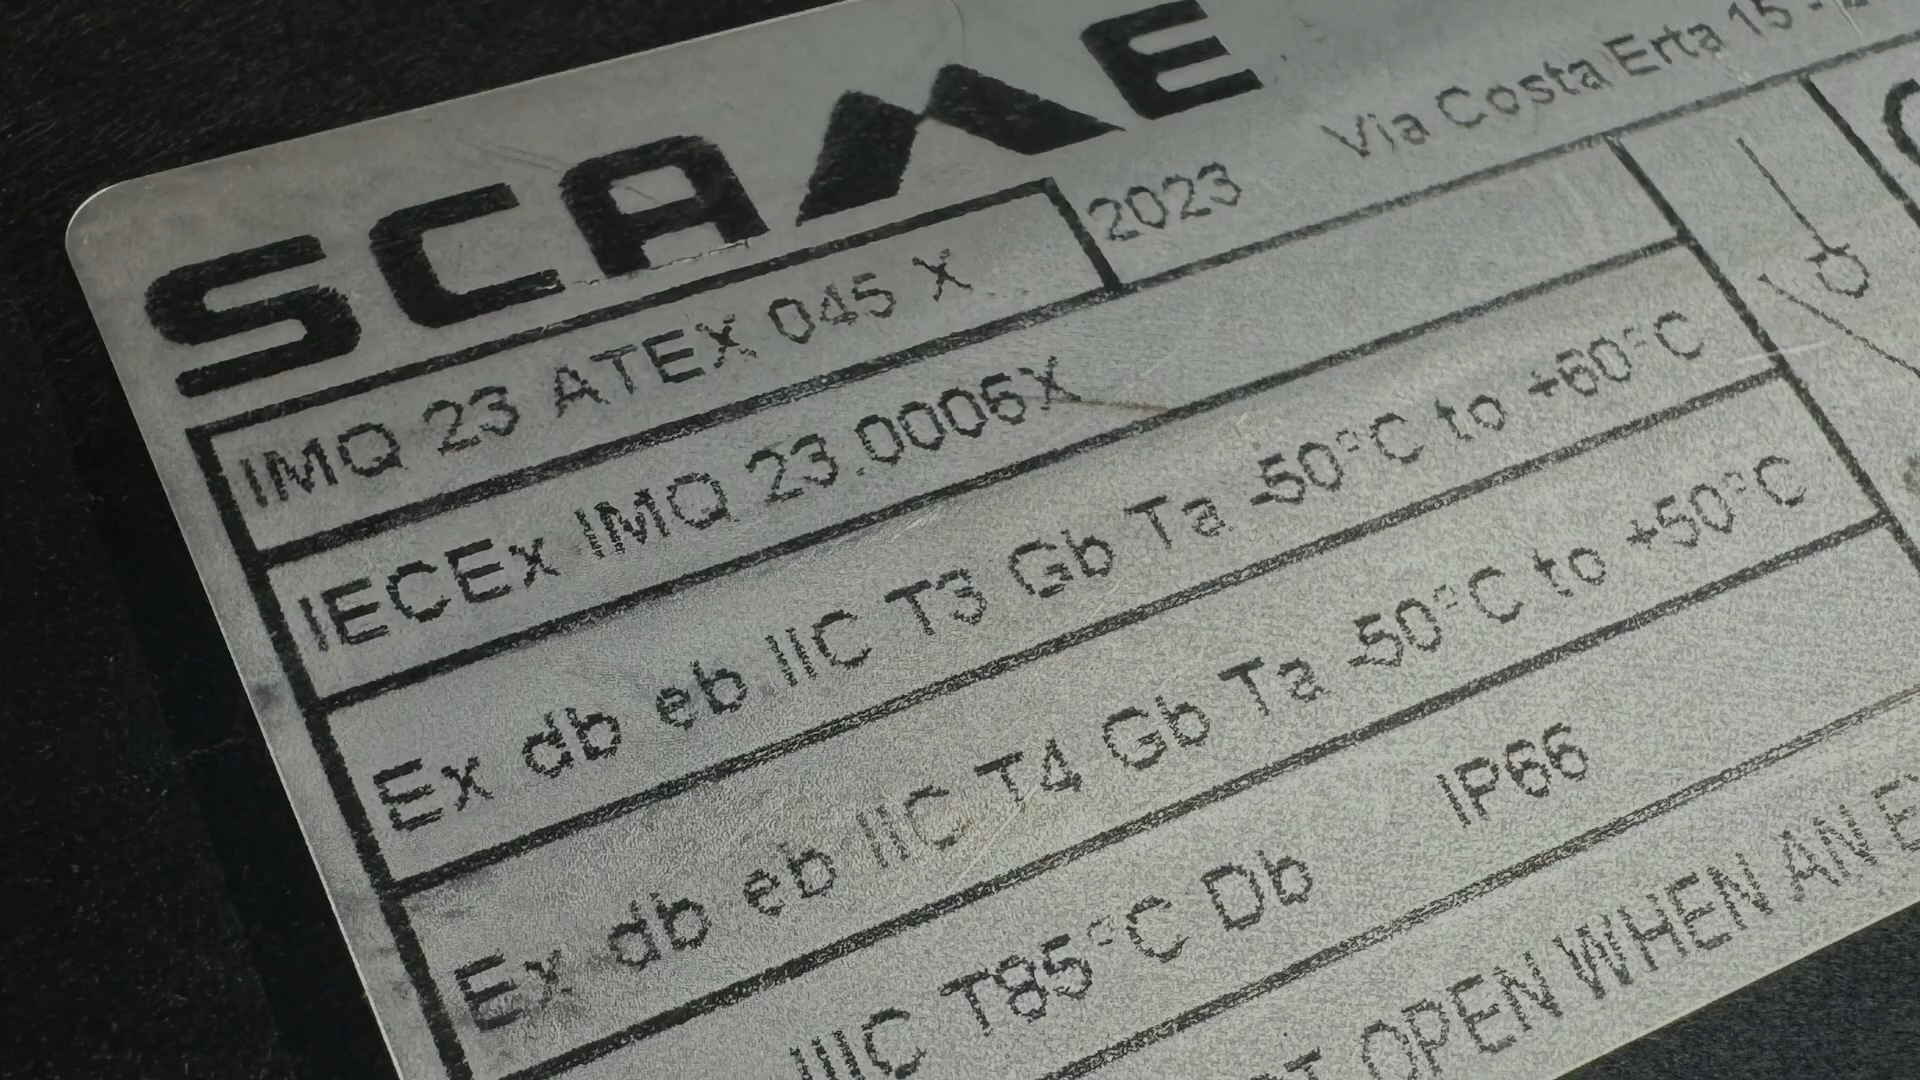 SCAME
2023 Via Costa Erta 15 -
IMQ 23 ATEX 045 X
IECEx IMQ 23.0005X
Ex db eb IIC T3 Gb Ta -50°C to +60°C
Ex db eb IIC T4 Gb Ta -50°C to +50°C
IIIC T85°C Db IP66
OPEN WHEN AN